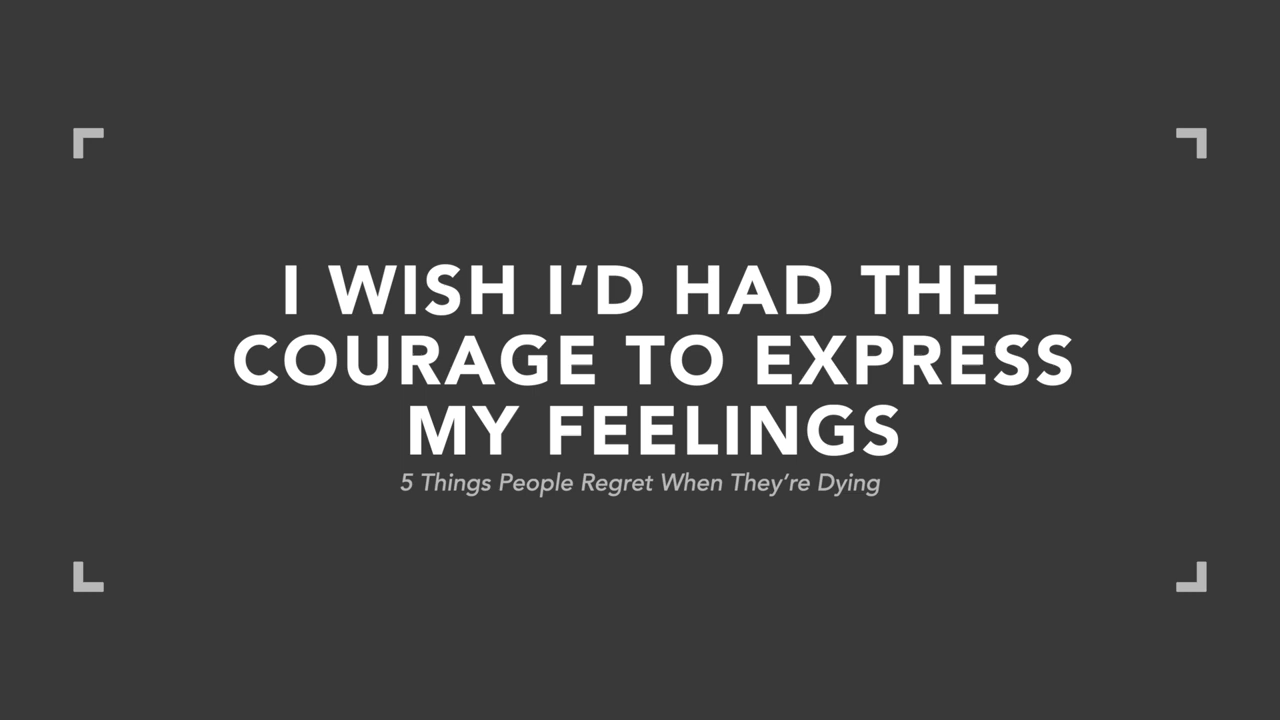 I WISH I’D HAD THE
COURAGE TO EXPRESS
MY FEELINGS
5 Things People Regret When They’re Dying